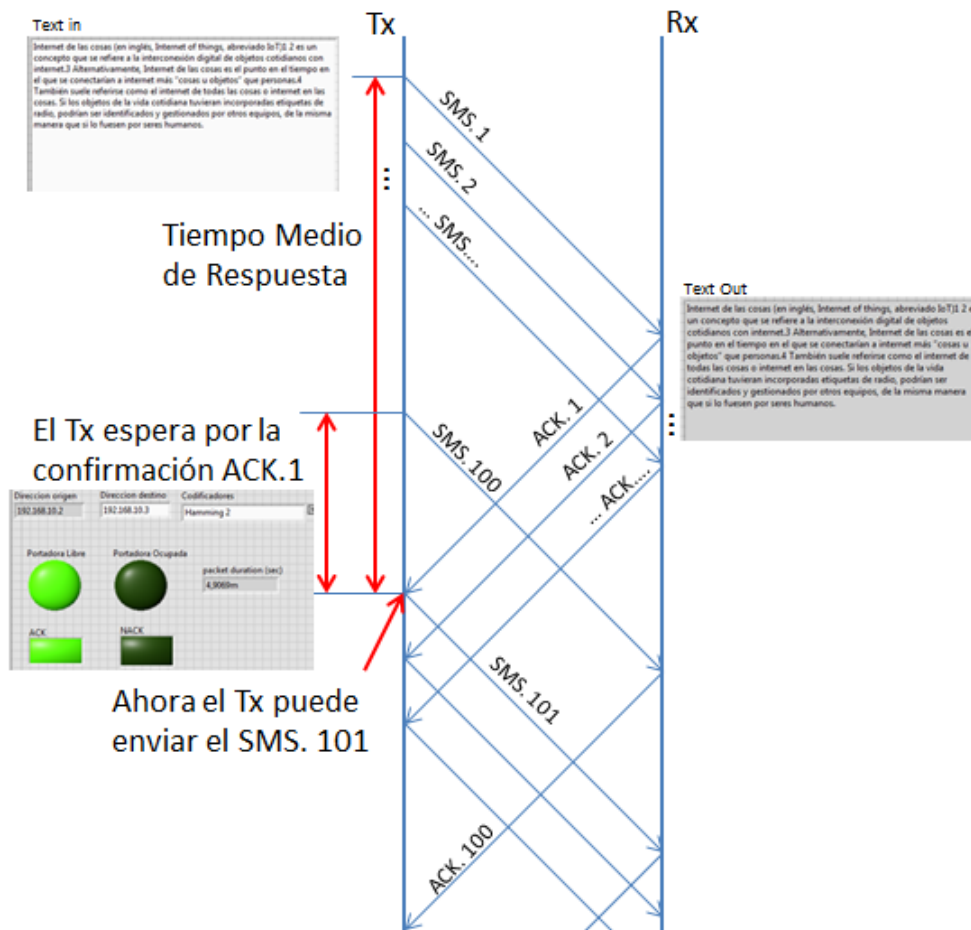 Text in
Tx
Rx
Internet de las cosas (en inglés, Internet of things, abreviado IoT)1 2 es un
concepto que se refiere a la interconexión digital de objetos cotidianos con
internet.3 Alternativamente, Internet de las cosas es el punto en el tiempo en
el que se conectarían a internet más "cosas u objetos" que personas.4
También suele referirse como el internet de todas las cosas o internet en las
cosas. Si los objetos de la vida cotidiana tuvieran incorporadas etiquetas de
radio, podrían ser identificados y gestionados por otros equipos, de la misma
manera que si lo fuesen por seres humanos.
SMS. 1
SMS. 2
...
... SMS....
...
Tiempo Medio
de Respuesta
Text Out
Internet de las cosas (en inglés, Internet of things, abreviado IoT)1 2 e
un concepto que se refiere a la interconexión digital de objetos
cotidianos con internet.3 Alternativamente, Internet de las cosas es e
punto en el tiempo en el que se conectarían a internet más "cosas u
objetos" que personas.4 También suele referirse como el internet de
todas las cosas o internet en las cosas. Si los objetos de la vida
cotidiana tuvieran incorporadas etiquetas de radio, podrían ser
identificados y gestionados por otros equipos, de la misma manera
que si lo fuesen por seres humanos.
ACK. 1
ACK. 2
... ACK....
...
SMS. 100
El Tx espera por la
confirmación ACK.1
Direccion origen
Direccion destino
Codificadores
192.168.10.2
192.168.10.3
Hamming 2
Portadora Libre
Portadora Ocupada
packet duration (sec)
4,9069m
ACK
NACK
SMS. 101
Ahora el Tx puede
enviar el SMS. 101
ACK. 100